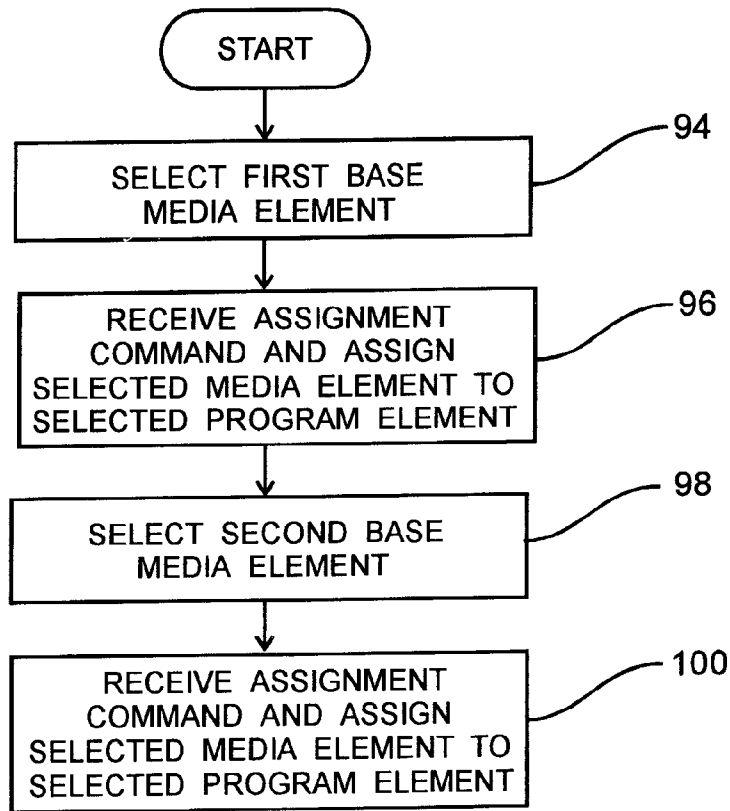 START
94
SELECT FIRST BASE
MEDIA ELEMENT
96
RECEIVE ASSIGNMENT
COMMAND AND ASSIGN
SELECTED MEDIA ELEMENT TO
SELECTED PROGRAM ELEMENT
98
SELECT SECOND BASE
MEDIA ELEMENT
100
RECEIVE ASSIGNMENT
COMMAND AND ASSIGN
SELECTED MEDIA ELEMENT TO
SELECTED PROGRAM ELEMENT